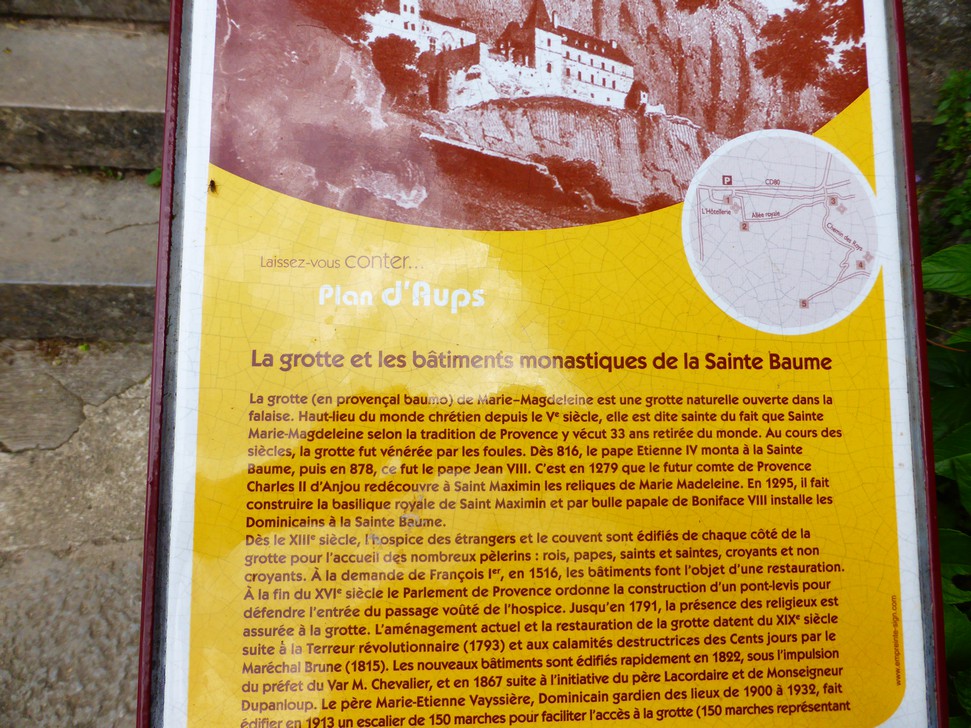 P
CD80
1
L'Hôtellerie
Allée royale
2
3
Chemin des Roys
4
5
Laissez-vous conter...
Plan d'Aups
La grotte et les bâtiments monastiques de la Sainte Baume
La grotte (en provençal baumo) de Marie-Magdeleine est une grotte naturelle ouverte dans la
falaise. Haut-lieu du monde chrétien depuis le Ve siècle, elle est dite sainte du fait que Sainte
Marie-Magdeleine selon la tradition de Provence y vécut 33 ans retirée du monde. Au cours des
siècles, la grotte fut vénérée par les foules. Dès 816, le pape Etienne IV monta à la Sainte
Baume, puis en 878, ce fut le pape Jean VIII. C'est en 1279 que le futur comte de Provence
Charles II d'Anjou redécouvre à Saint Maximin les reliques de Marie Madeleine. En 1295, il fait
construire la basilique royale de Saint Maximin et par bulle papale de Boniface VIII installe les
Dominicains à la Sainte Baume.
Dès le XIIIe siècle, l'hospice des étrangers et le couvent sont édifiés de chaque côté de la
grotte pour l'accueil des nombreux pèlerins : rois, papes, saints et saintes, croyants et non
croyants. À la demande de François Ier, en 1516, les bâtiments font l'objet d'une restauration.
À la fin du XVIe siècle le Parlement de Provence ordonne la construction d'un pont-levis pour
défendre l'entrée du passage voûté de l'hospice. Jusqu'en 1791, la présence des religieux est
assurée à la grotte. L'aménagement actuel et la restauration de la grotte datent du XIXe siècle
suite à la Terreur révolutionnaire (1793) et aux calamités destructrices des Cents jours par le
Maréchal Brune (1815). Les nouveaux bâtiments sont édifiés rapidement en 1822, sous l'impulsion
du préfet du Var M. Chevalier, et en 1867 suite à l'initiative du père Lacordaire et de Monseigneur
Dupanloup. Le père Marie-Etienne Vayssière, Dominicain gardien des lieux de 1900 à 1932, fait
édifier en 1913 un escalier de 150 marches pour faciliter l'accès à la grotte (150 marches représentant
www.empreinte-sign.com